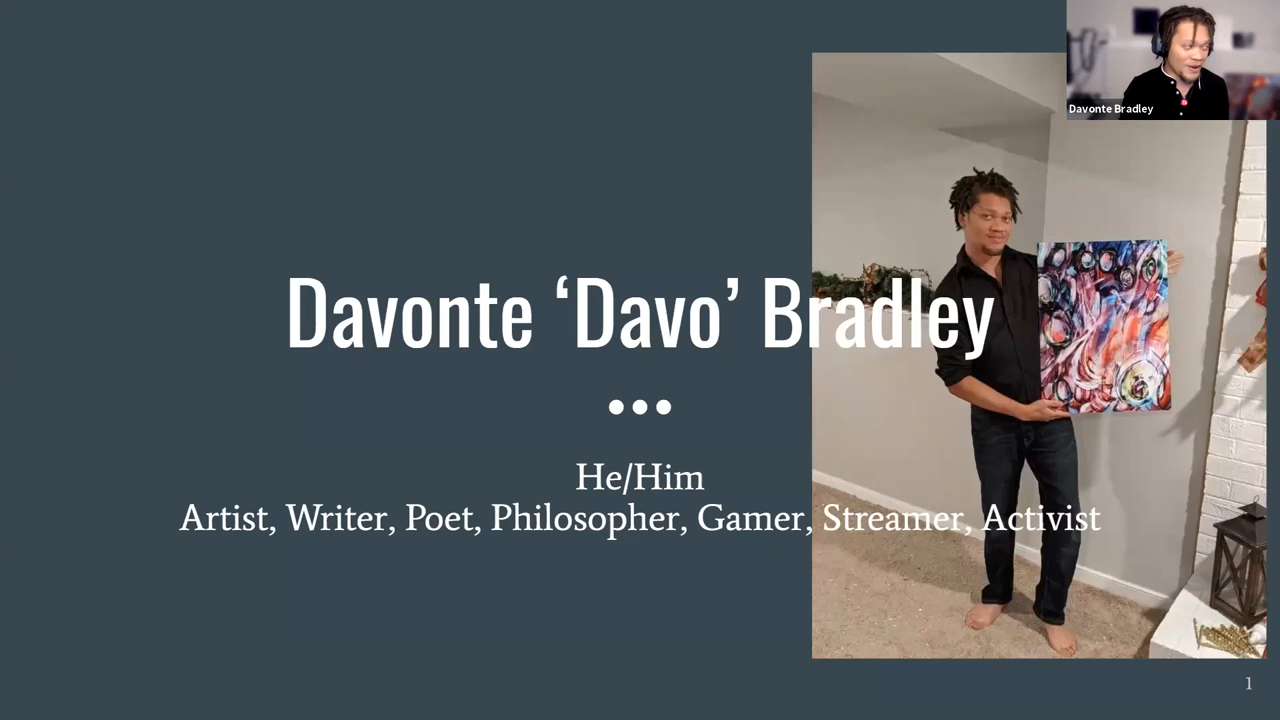 Davonte Bradley
Davonte ‘Davo’ Bradley
He/Him
Artist, Writer, Poet, Philosopher, Gamer, Streamer, Activist
1